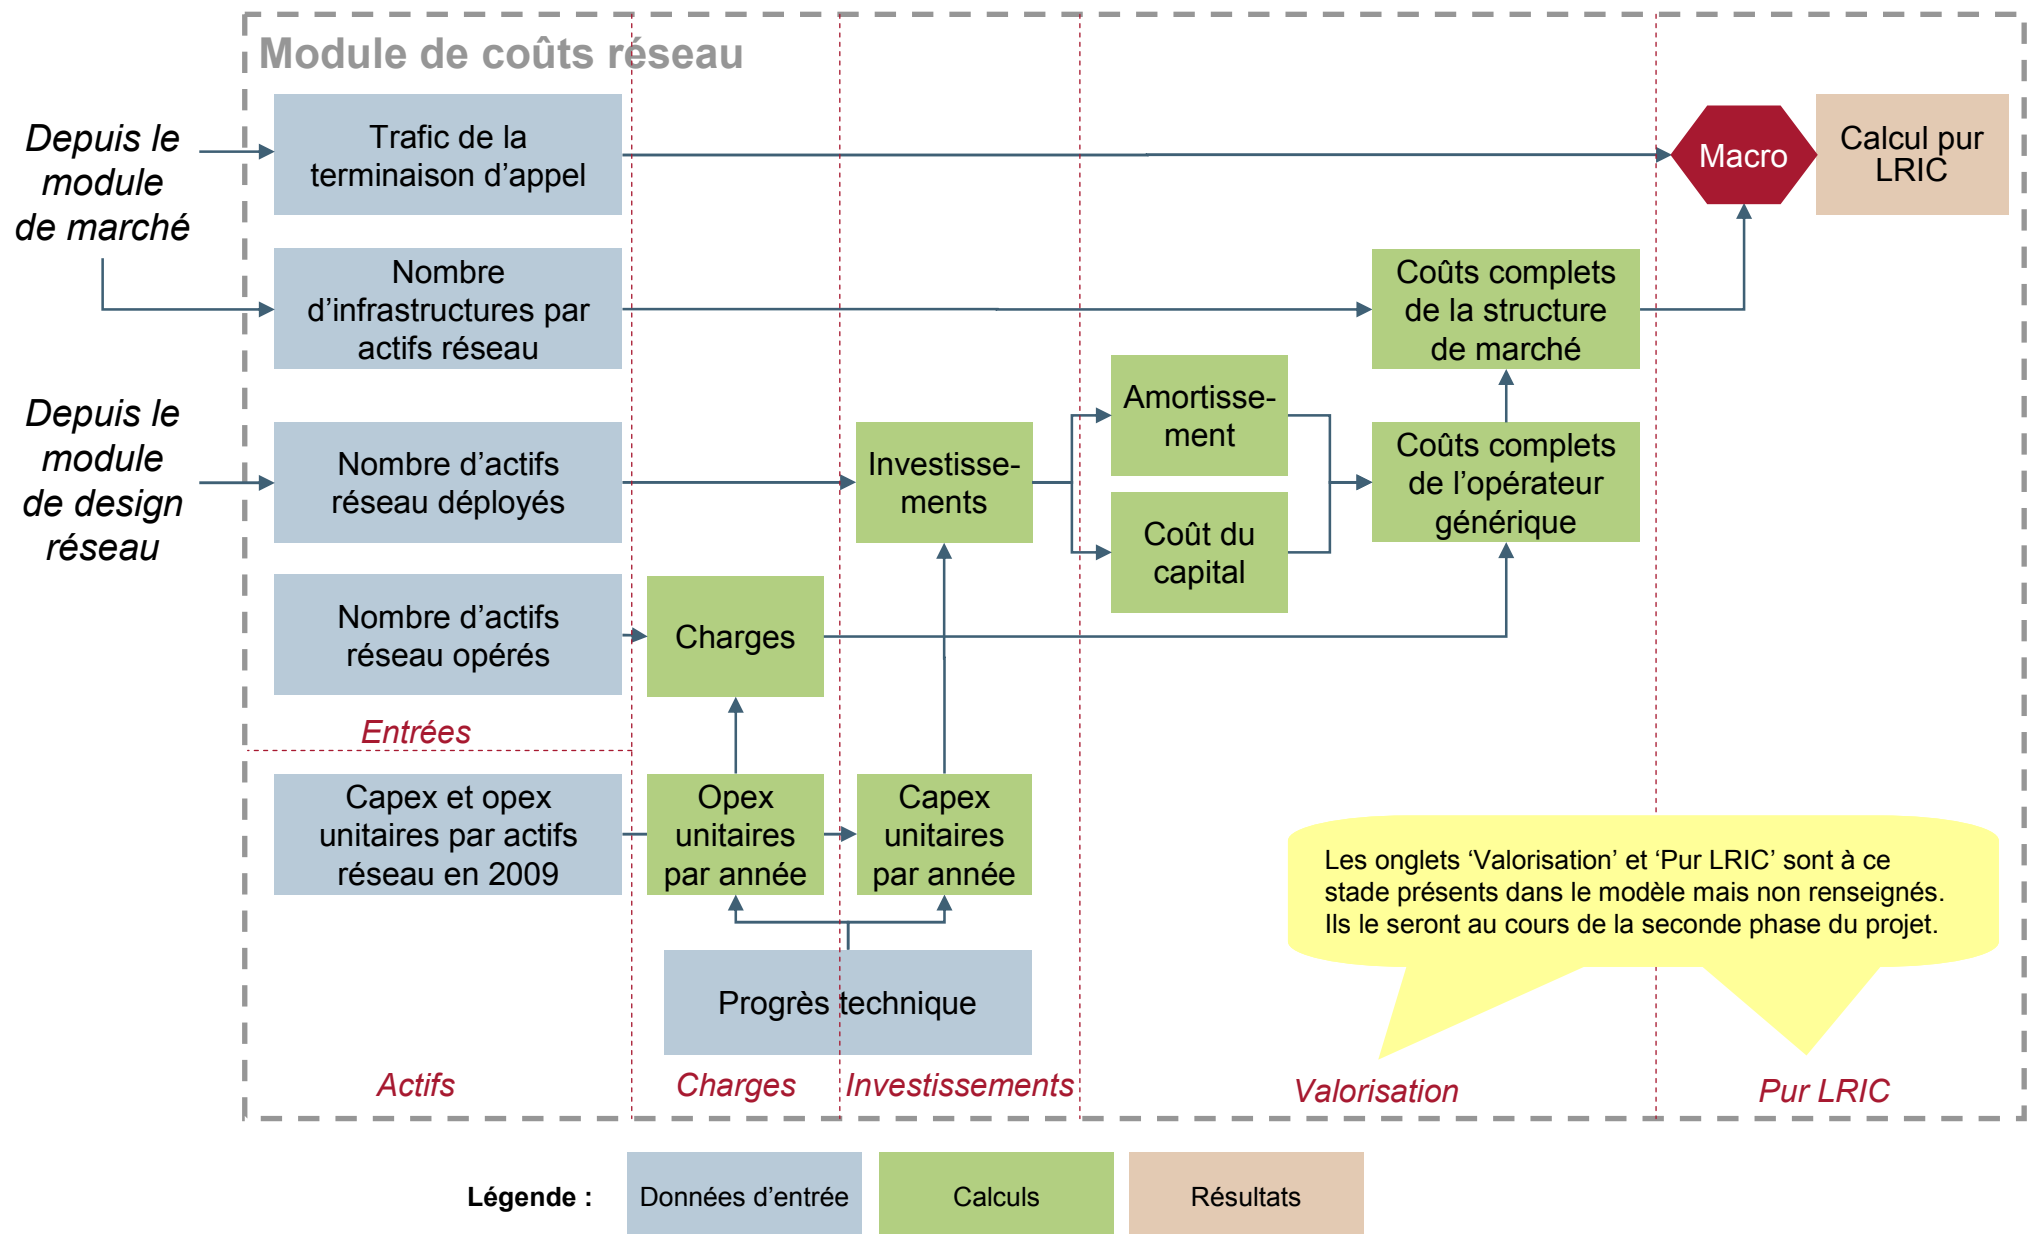 Module de coûts réseau
Depuis le
module
de marché
Trafic de la
terminaison d'appel
Macro
Calcul pur
LRIC
Nombre
d'infrastructures par
actifs réseau
Coûts complets
de la structure
de marché
Depuis le
module
de design
réseau
Nombre d'actifs
réseau déployés
Investisse-
ments
Amortisse-
ment
Coût du
capital
Coûts complets
de l'opérateur
générique
Nombre d'actifs
réseau opérés
Charges
Entrées
Capex et opex
unitaires par actifs
réseau en 2009
Opex
unitaires
par année
Capex
unitaires
par année
Les onglets ‘Valorisation’ et ‘Pur LRIC’ sont à ce
stade présents dans le modèle mais non renseignés.
Ils le seront au cours de la seconde phase du projet.
Progrès technique
Actifs
Charges
Investissements
Valorisation
Pur LRIC
Légende :
Données d'entrée
Calculs
Résultats